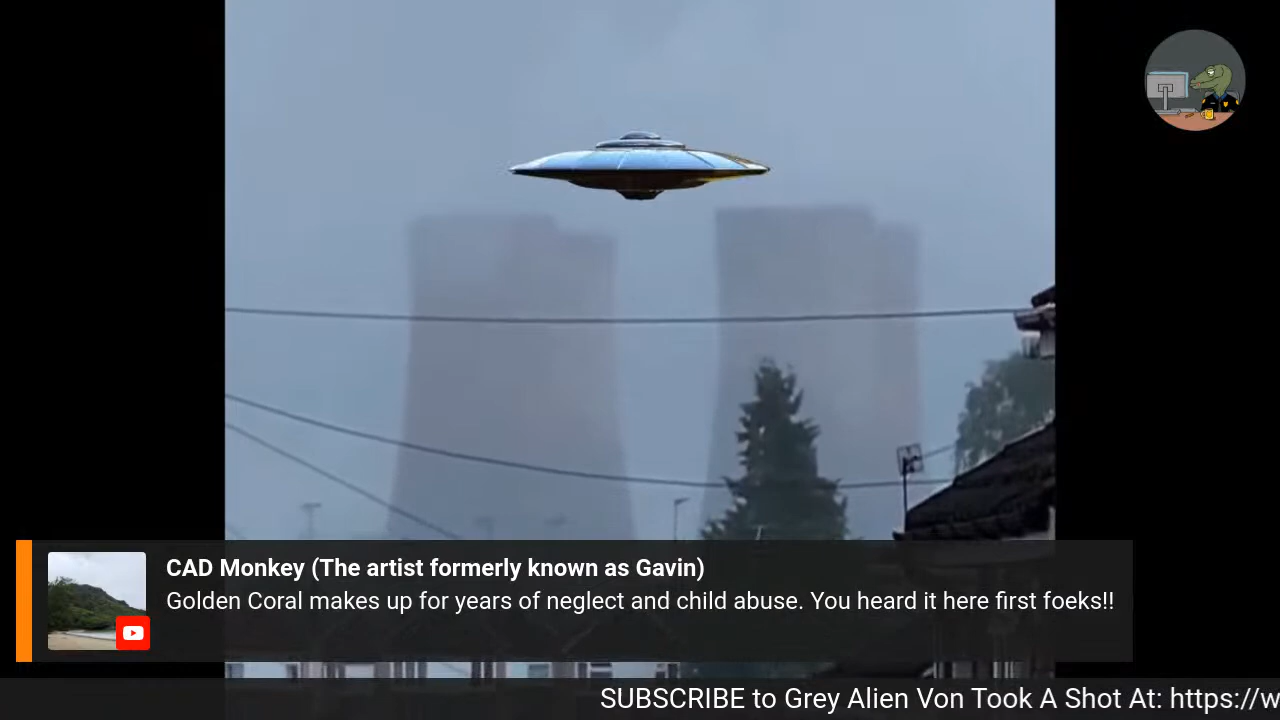 CAD Monkey (The artist formerly known as Gavin)
Golden Coral makes up for years of neglect and child abuse. You heard it here first foeks!!
SUBSCRIBE to Grey Alien Von Took A Shot At: https://w